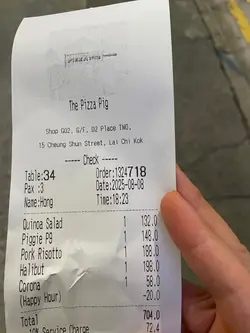 The Pizza Pig
Shop G02, G/F, D2 Place TWO,
15 Cheung Shun Street, Lai Chi Kok
----- Check -----
Table:34 Order:1324718
Pax :3 Date:2025-08-08
Name:Hong Time:18:23
Quinoa Salad 1 132.0
Piggie P9 1 148.0
Pork Risotto 1 188.0
Halibut 1 198.0
Corona 1 58.0
(Happy Hour) -20.0
Total 704.0
10% Service Charge 72.4